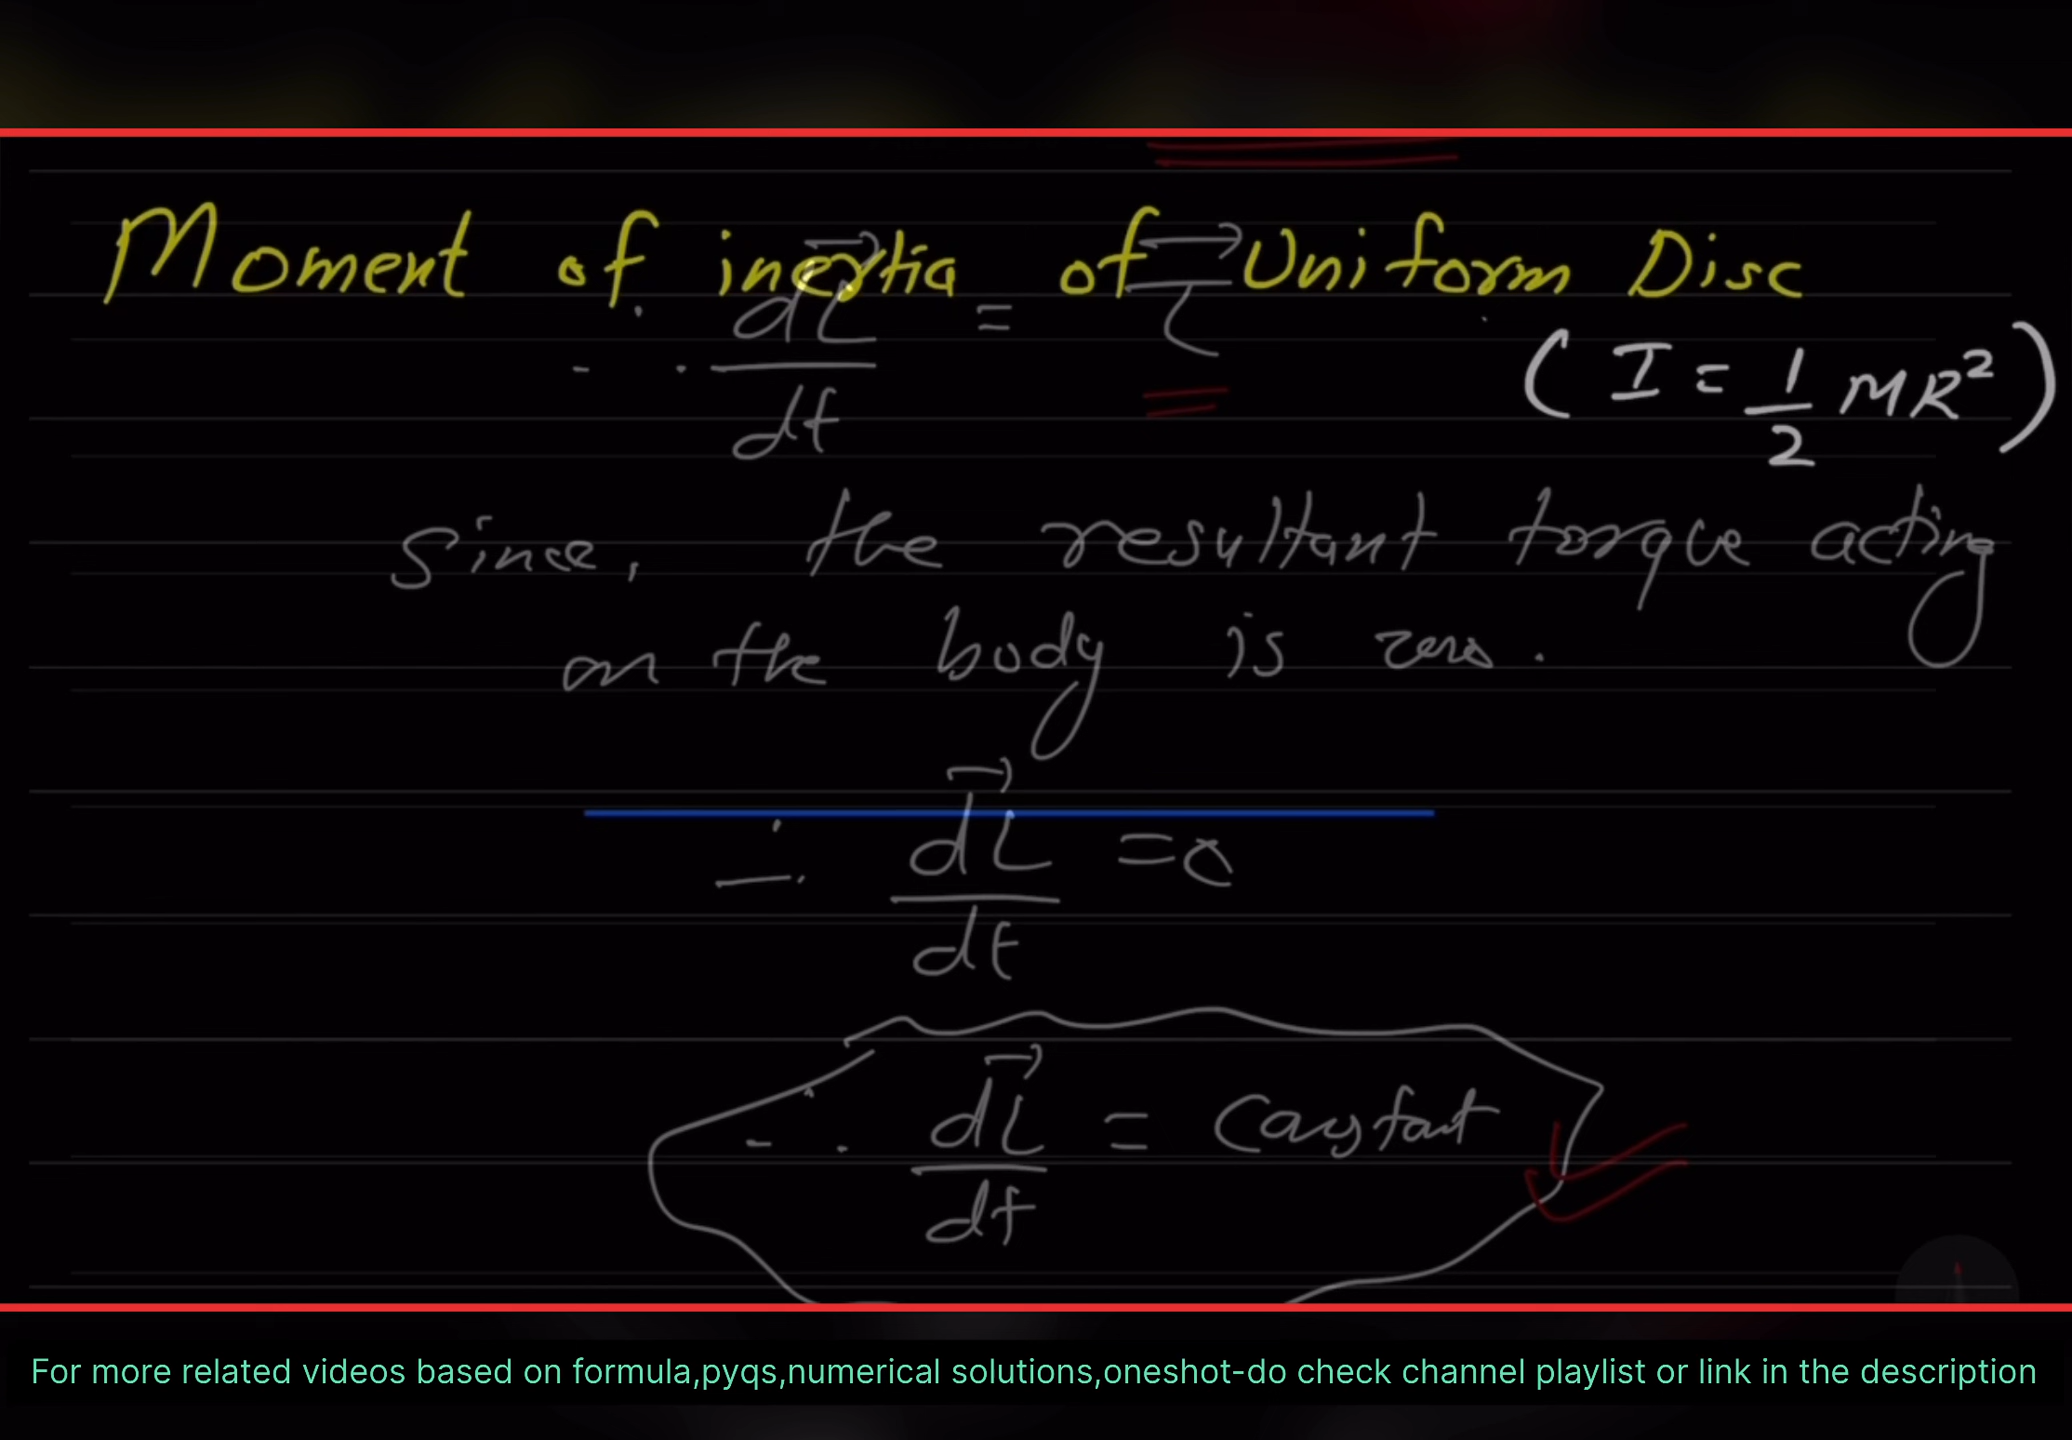 Moment of inertia of Uniform Disc
∴ dL⃗/dt = τ⃗
( I = 1/2 MR² )
Since, the resultant torque acting
on the body is zero.
∴ dL⃗/dt = 0
∴ dL⃗/dt = Constant
For more related videos based on formula,pyqs,numerical solutions,oneshot-do check channel playlist or link in the description